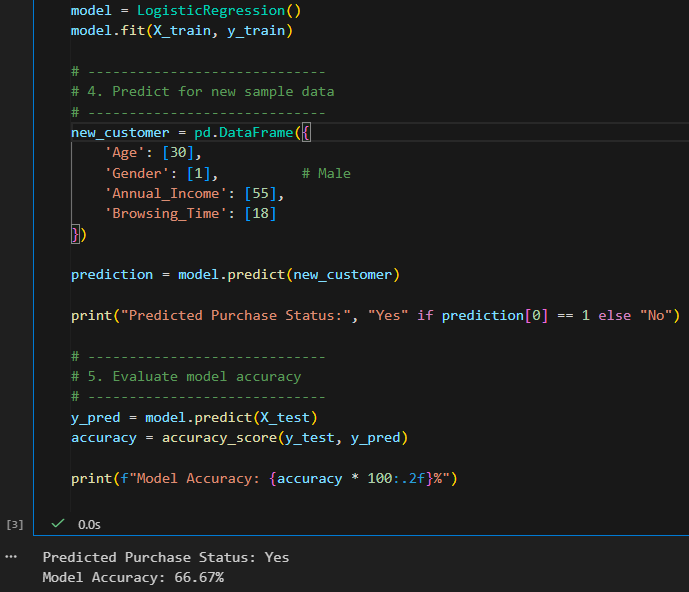 model = LogisticRegression()
model.fit(X_train, y_train)
# -----------------------------
# 4. Predict for new sample data
# -----------------------------
new_customer = pd.DataFrame({
    'Age': [30],
    'Gender': [1],          # Male
    'Annual_Income': [55],
    'Browsing_Time': [18]
})
prediction = model.predict(new_customer)
print("Predicted Purchase Status:", "Yes" if prediction[0] == 1 else "No")
# -----------------------------
# 5. Evaluate model accuracy
# -----------------------------
y_pred = model.predict(X_test)
accuracy = accuracy_score(y_test, y_pred)
print(f"Model Accuracy: {accuracy * 100:.2f}%")
[3] ✓ 0.0s
... Predicted Purchase Status: Yes
Model Accuracy: 66.67%